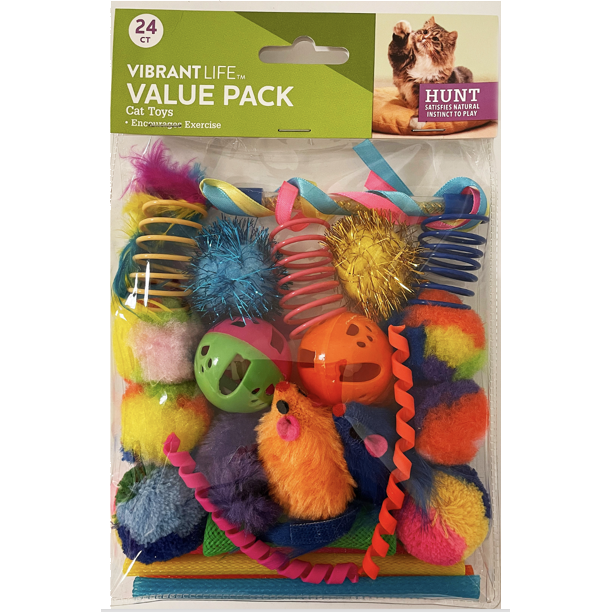 24
CT
VIBRANT LIFE™
VALUE PACK
Cat Toys
• Encourages Exercise
HUNT
SATISFIES NATURAL
INSTINCT TO PLAY